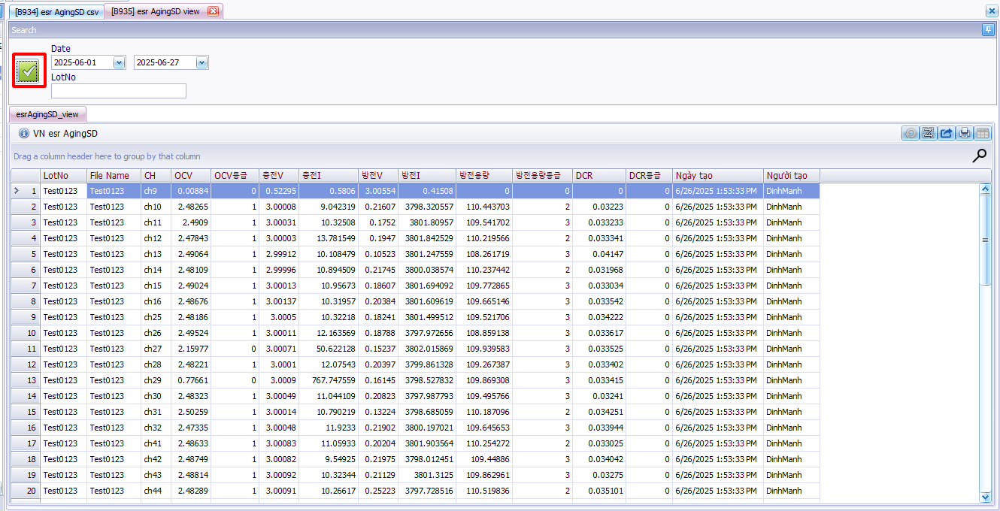 [B934] esr AgingSD csv [B935] esr AgingSD view
Search
Date
2025-06-01 2025-06-27
LotNo
esrAgingSD_view
VN esr AgingSD
Drag a column header here to group by that column
LotNo File Name CH OCV OCV등급 충전V 충전I 방전V 방전I 방전용량 방전용량등급 DCR DCR등급 Ngày tạo Người tạo
1 Test0123 Test0123 ch9 0.00884 0 0.52295 0.5806 3.00554 0.41508 0 0 0 0 6/26/2025 1:53:33 PM DinhManh
2 Test0123 Test0123 ch10 2.48265 1 3.00008 9.042319 0.21607 3798.320557 110.443703 2 0.03223 0 6/26/2025 1:53:33 PM DinhManh
3 Test0123 Test0123 ch11 2.4909 1 3.00031 10.32508 0.1752 3801.80957 109.541702 3 0.033233 0 6/26/2025 1:53:33 PM DinhManh
4 Test0123 Test0123 ch12 2.47843 1 3.00003 13.781549 0.1947 3801.842529 110.219566 2 0.033341 0 6/26/2025 1:53:33 PM DinhManh
5 Test0123 Test0123 ch13 2.49064 1 2.99912 10.108479 0.10523 3801.247559 108.261719 3 0.04147 0 6/26/2025 1:53:33 PM DinhManh
6 Test0123 Test0123 ch14 2.48109 1 2.99996 10.894509 0.21745 3800.038574 110.237442 2 0.031968 0 6/26/2025 1:53:33 PM DinhManh
7 Test0123 Test0123 ch15 2.49024 1 3.00013 10.95673 0.18607 3801.694092 109.772865 3 0.033034 0 6/26/2025 1:53:33 PM DinhManh
8 Test0123 Test0123 ch16 2.48676 1 3.00137 10.31957 0.20384 3801.609619 109.665146 3 0.033542 0 6/26/2025 1:53:33 PM DinhManh
9 Test0123 Test0123 ch25 2.48186 1 3.0005 10.32218 0.18241 3801.499512 109.521706 3 0.034222 0 6/26/2025 1:53:33 PM DinhManh
10 Test0123 Test0123 ch26 2.49524 1 3.00011 12.163569 0.18788 3797.972656 108.859138 3 0.033617 0 6/26/2025 1:53:33 PM DinhManh
11 Test0123 Test0123 ch27 2.15977 0 3.00071 50.622128 0.15237 3802.015869 109.939583 3 0.033525 0 6/26/2025 1:53:33 PM DinhManh
12 Test0123 Test0123 ch28 2.48221 1 3.0001 12.07543 0.20397 3799.861328 109.267387 3 0.033402 0 6/26/2025 1:53:33 PM DinhManh
13 Test0123 Test0123 ch29 0.77661 0 3.0009 767.747559 0.16145 3798.527832 109.869308 3 0.033415 0 6/26/2025 1:53:33 PM DinhManh
14 Test0123 Test0123 ch30 2.48323 1 3.00049 11.044109 0.20823 3797.987793 109.495766 3 0.03241 0 6/26/2025 1:53:33 PM DinhManh
15 Test0123 Test0123 ch31 2.50259 1 3.00014 10.790219 0.13224 3798.685059 110.187096 2 0.034251 0 6/26/2025 1:53:33 PM DinhManh
16 Test0123 Test0123 ch32 2.47335 1 3.00048 11.9233 0.21902 3800.197021 109.645653 3 0.033944 0 6/26/2025 1:53:33 PM DinhManh
17 Test0123 Test0123 ch41 2.48633 1 3.00083 11.05933 0.20204 3801.903564 110.254272 2 0.033025 0 6/26/2025 1:53:33 PM DinhManh
18 Test0123 Test0123 ch42 2.48749 1 3.00082 9.54925 0.21975 3798.012451 109.44886 3 0.034042 0 6/26/2025 1:53:33 PM DinhManh
19 Test0123 Test0123 ch43 2.48814 1 3.00092 10.32344 0.21129 3801.3125 109.862961 3 0.03275 0 6/26/2025 1:53:33 PM DinhManh
20 Test0123 Test0123 ch44 2.48289 1 3.00091 10.26617 0.25223 3797.728516 110.519836 2 0.035101 0 6/26/2025 1:53:33 PM DinhManh